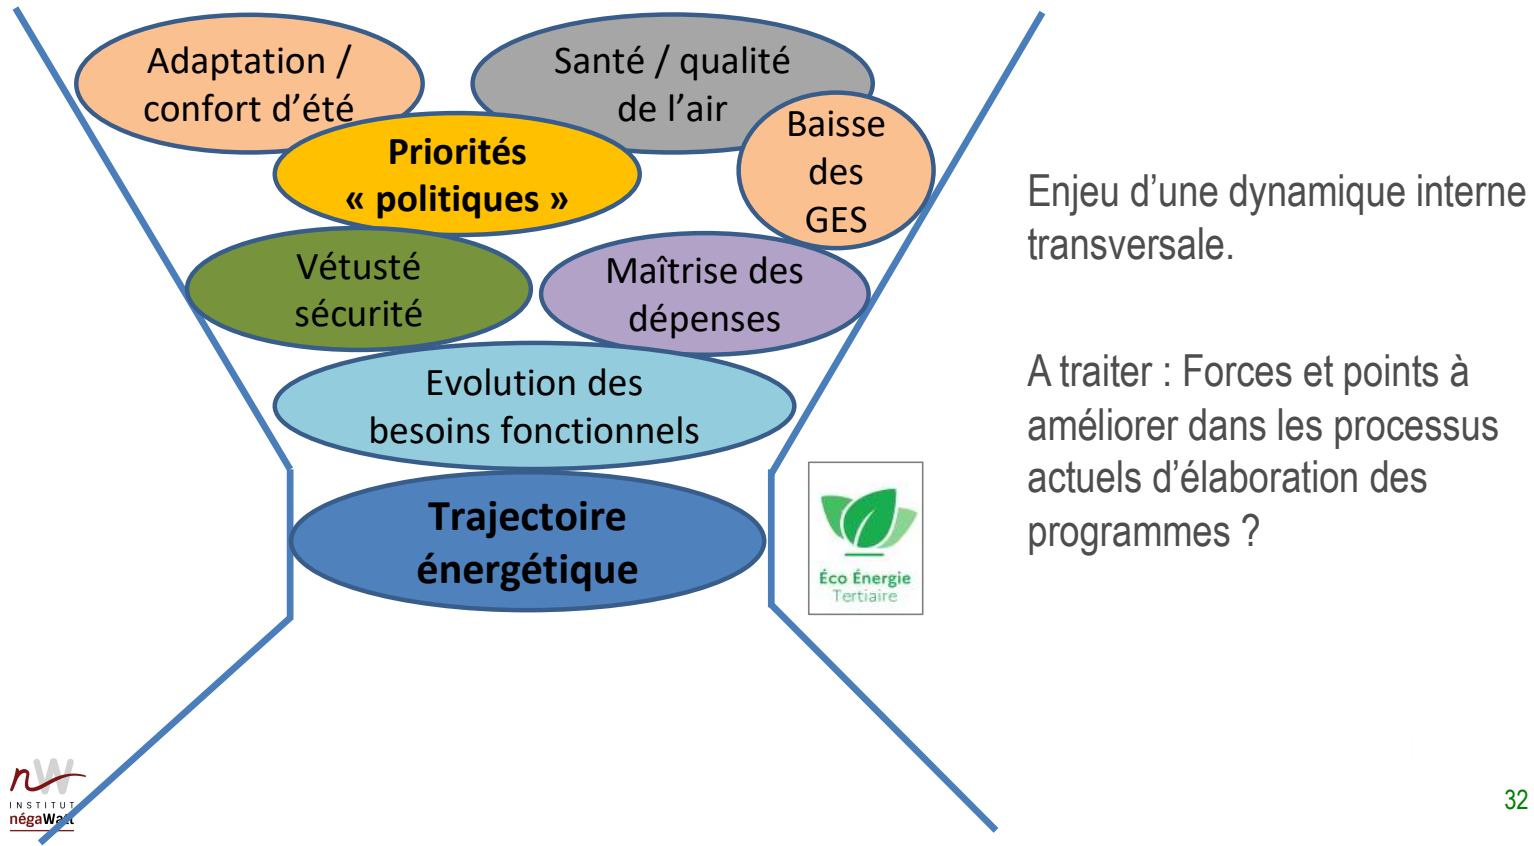 Adaptation /
confort d’été
Santé / qualité
de l’air
Baisse
des
GES
Priorités
« politiques »
Vétusté
sécurité
Maîtrise des
dépenses
Evolution des
besoins fonctionnels
Trajectoire
énergétique
Éco Énergie
Tertiaire
Enjeu d’une dynamique interne
transversale.
A traiter : Forces et points à
améliorer dans les processus
actuels d’élaboration des
programmes ?
nW
INSTITUT
négaWatt
32